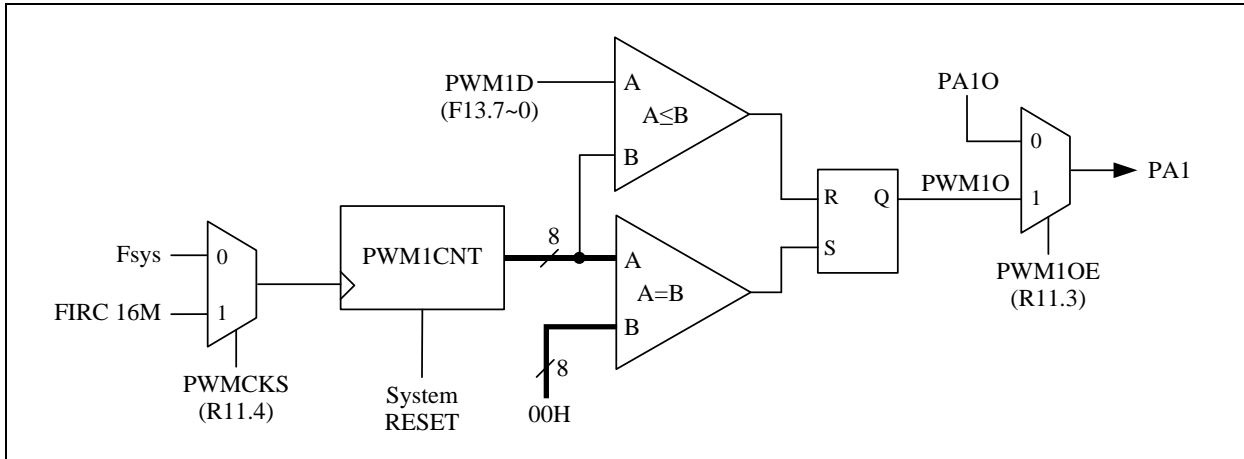 PWM1D
(F13.7~0)
A
A≤B
B
PA1O
0
1
PA1
R
Q
S
PWM1O
PWM1OE
(R11.3)
Fsys
0
FIRC 16M
1
PWMCKS
(R11.4)
PWM1CNT
System
RESET
8
A
A=B
B
8
00H